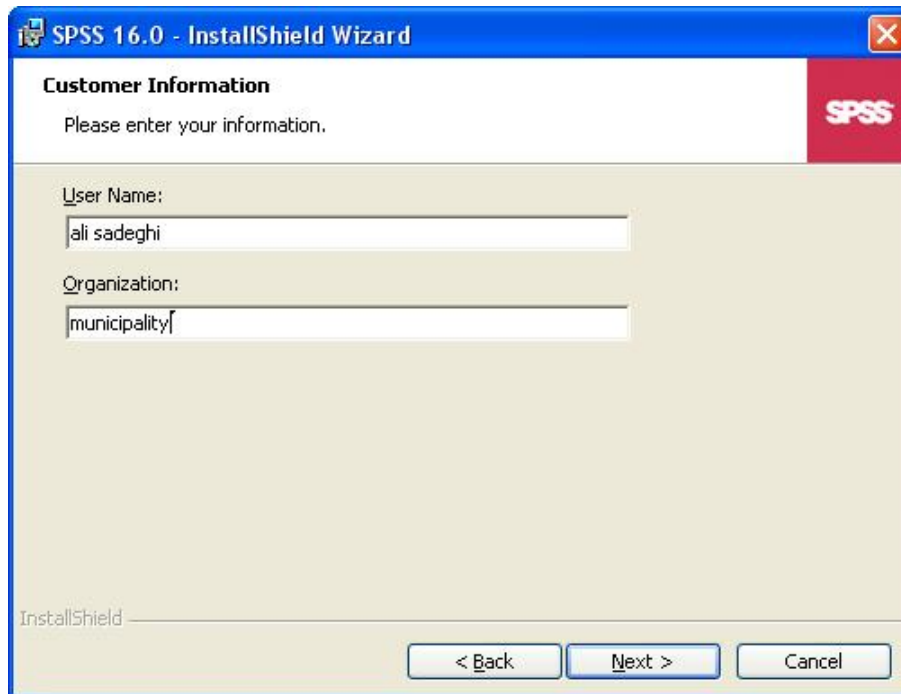 SPSS 16.0 - InstallShield Wizard
Customer Information
Please enter your information.
SPSS
User Name:
ali sadeghi
Organization:
municipality
InstallShield
< Back Next > Cancel